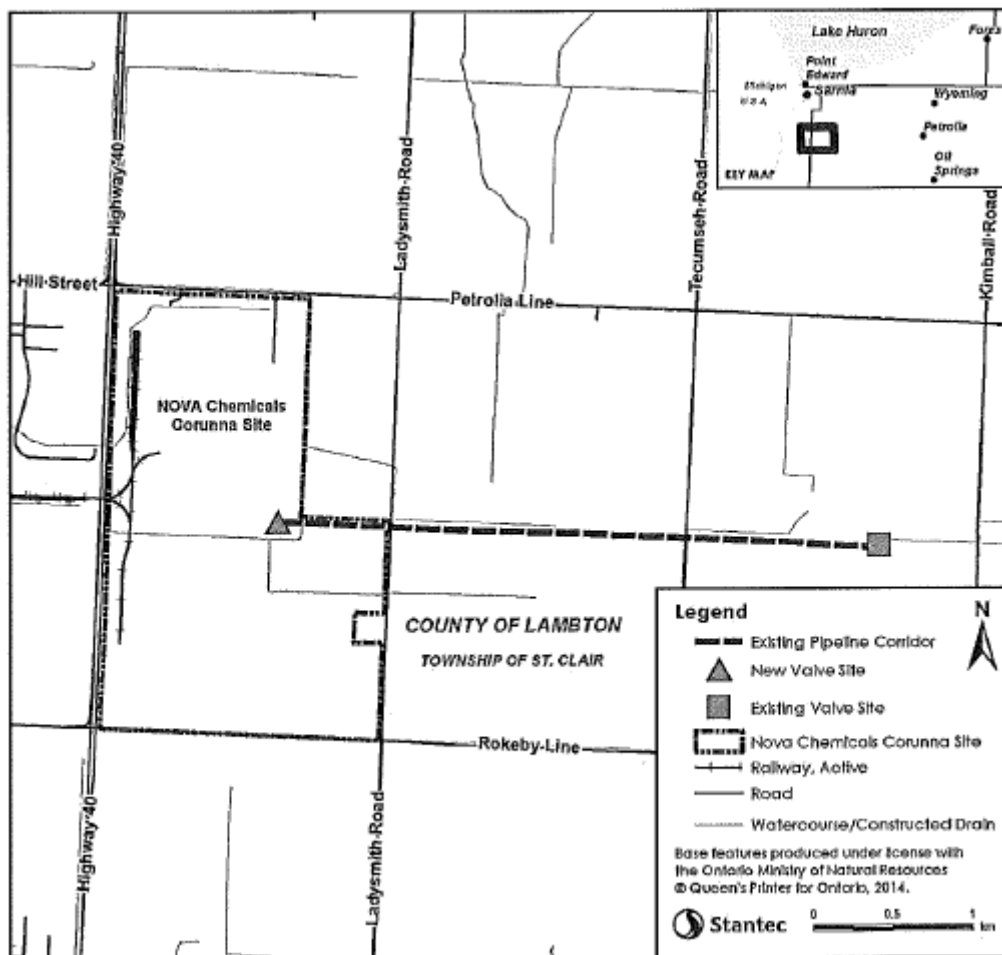 Lake Huron
Forest
Point
Edward
Sarnia
Michigan
U.S.A.
Wyoming
Petrolia
Oil
Springs
KEY MAP
Highway 40
Ladysmith Road
Tecumseh Road
Kimball Road
Hill Street
Petrolia Line
NOVA Chemicals
Corunna Site
COUNTY OF LAMBTON
TOWNSHIP OF ST. CLAIR
Rokeby Line
Highway 40
Ladysmith Road
Legend
N
Existing Pipeline Corridor
New Valve Site
Existing Valve Site
Nova Chemicals Corunna Site
Railway, Active
Road
Watercourse/Constructed Drain
Base features produced under license with
the Ontario Ministry of Natural Resources
© Queen's Printer for Ontario, 2014.
Stantec
0 0.5 1
km